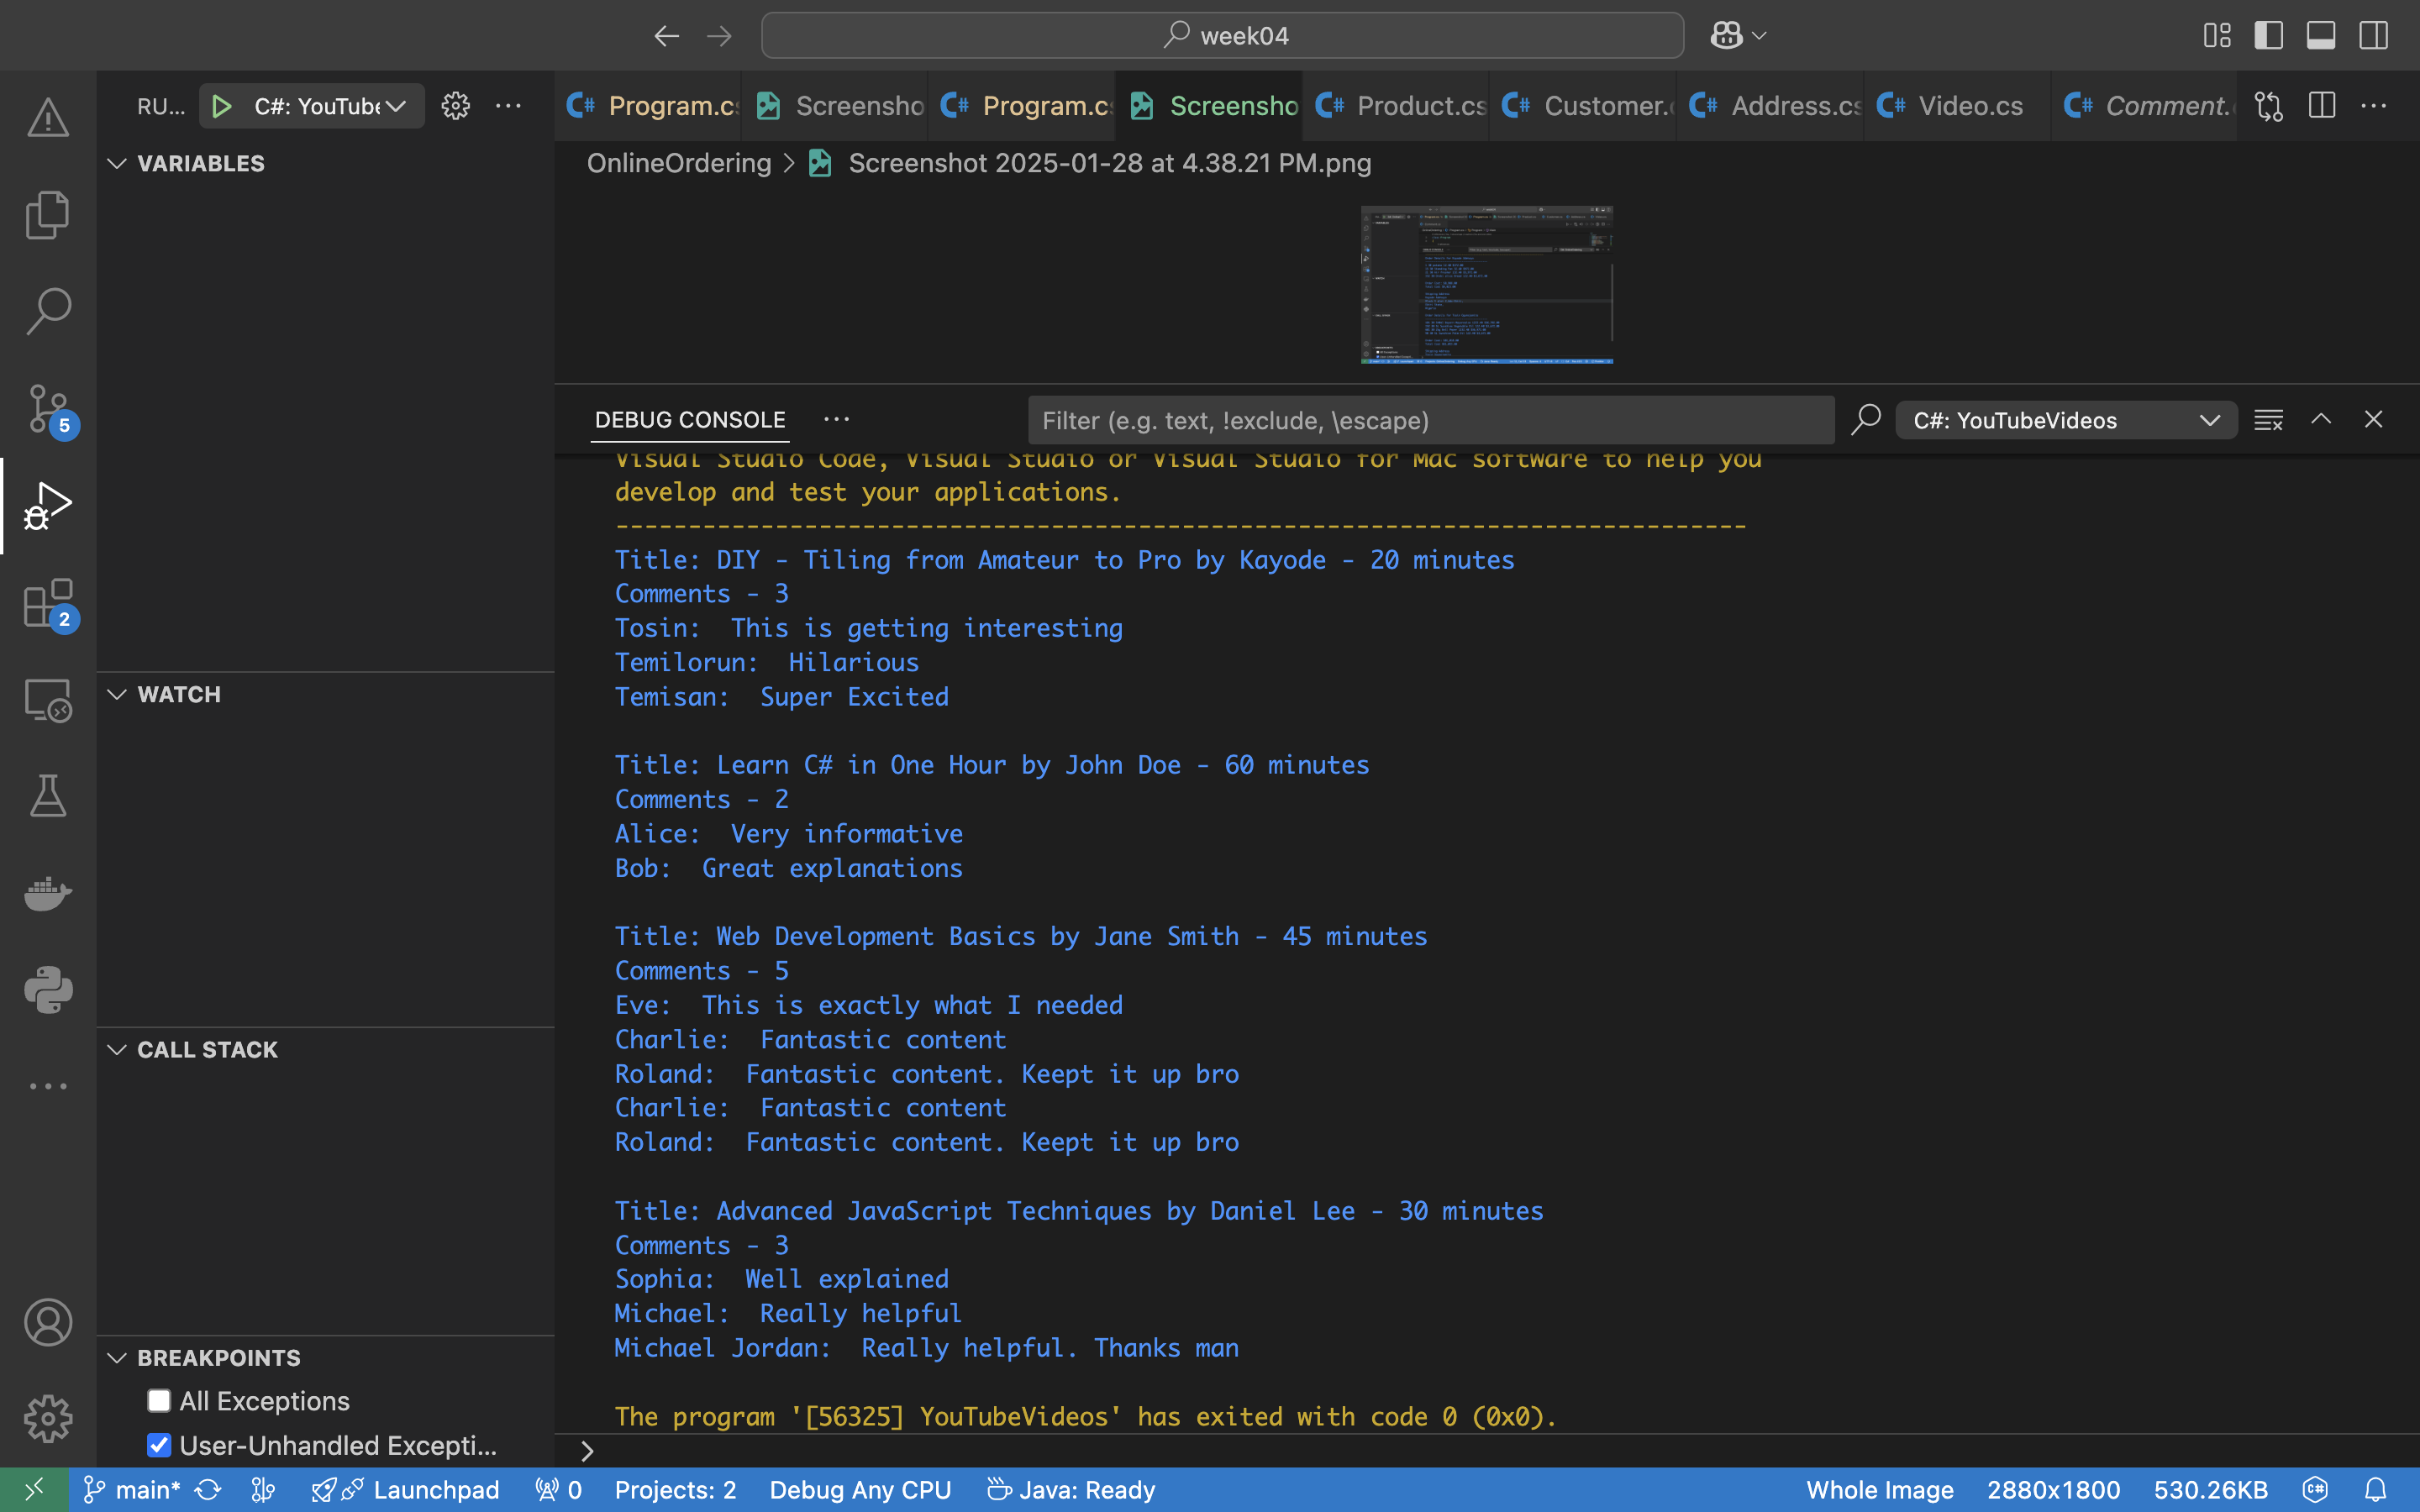 week04
RU... C#: YouTube
Program.cs Screensho Program.cs Screensho Product.cs Customer. Address.cs Video.cs Comment.
VARIABLES
OnlineOrdering > Screenshot 2025-01-28 at 4.38.21 PM.png
DEBUG CONSOLE ... Filter (e.g. text, !exclude, \escape) C#: YouTubeVideos
Visual Studio Code, Visual Studio or Visual Studio for Mac software to help you
develop and test your applications.
------------------------------------------------------------------------------
Title: DIY - Tiling from Amateur to Pro by Kayode - 20 minutes
Comments - 3
Tosin:  This is getting interesting
Temilorun:  Hilarious
Temisan:  Super Excited
Title: Learn C# in One Hour by John Doe - 60 minutes
Comments - 2
Alice:  Very informative
Bob:  Great explanations
Title: Web Development Basics by Jane Smith - 45 minutes
Comments - 5
Eve:  This is exactly what I needed
Charlie:  Fantastic content
Roland:  Fantastic content. Keept it up bro
Charlie:  Fantastic content
Roland:  Fantastic content. Keept it up bro
Title: Advanced JavaScript Techniques by Daniel Lee - 30 minutes
Comments - 3
Sophia:  Well explained
Michael:  Really helpful
Michael Jordan:  Really helpful. Thanks man
The program '[56325] YouTubeVideos' has exited with code 0 (0x0).
>
5
2
WATCH
CALL STACK
BREAKPOINTS
All Exceptions
User-Unhandled Excepti...
main* Launchpad 0 Projects: 2 Debug Any CPU Java: Ready Whole Image 2880x1800 530.26KB